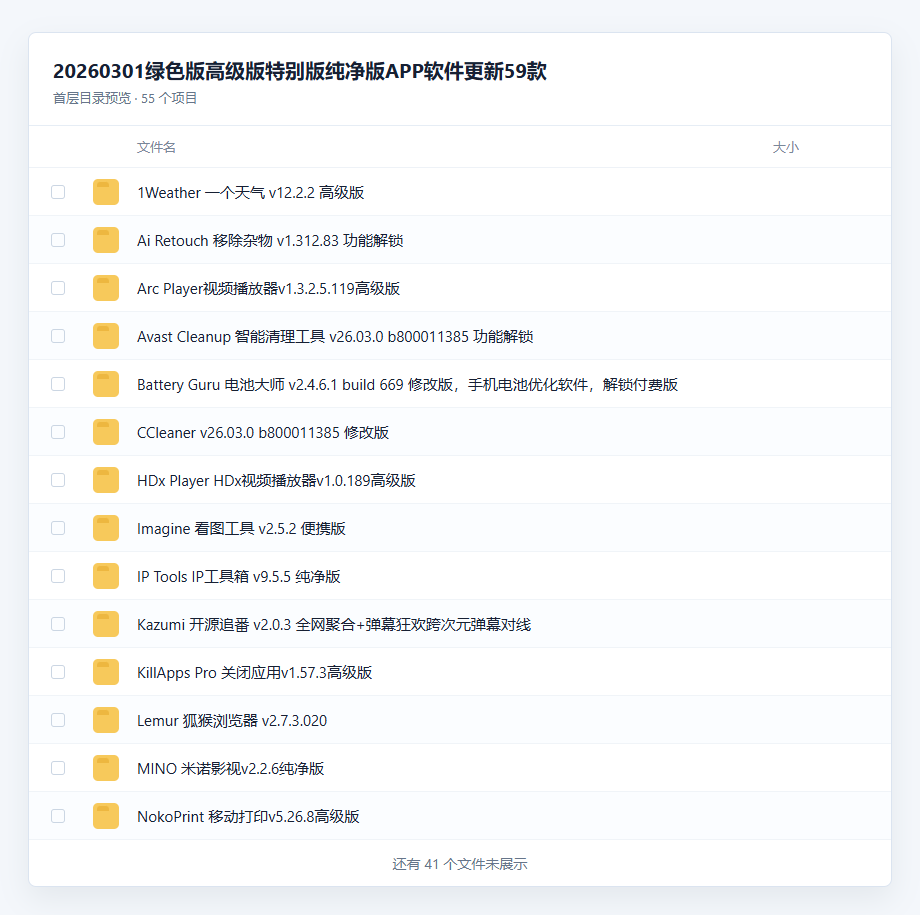 20260301绿色版高级版特别版纯净版APP软件更新59款
首层目录预览 · 55 个项目
文件名 大小
1Weather 一个天气 v12.2.2 高级版
Ai Retouch 移除杂物 v1.312.83 功能解锁
Arc Player视频播放器v1.3.2.5.119高级版
Avast Cleanup 智能清理工具 v26.03.0 b800011385 功能解锁
Battery Guru 电池大师 v2.4.6.1 build 669 修改版，手机电池优化软件，解锁付费版
CCleaner v26.03.0 b800011385 修改版
HDx Player HDx视频播放器v1.0.189高级版
Imagine 看图工具 v2.5.2 便携版
IP Tools IP工具箱 v9.5.5 纯净版
Kazumi 开源追番 v2.0.3 全网聚合+弹幕狂欢跨次元弹幕对线
KillApps Pro 关闭应用v1.57.3高级版
Lemur 狐猴浏览器 v2.7.3.020
MINO 米诺影视v2.2.6纯净版
NokoPrint 移动打印v5.26.8高级版
还有 41 个文件未展示